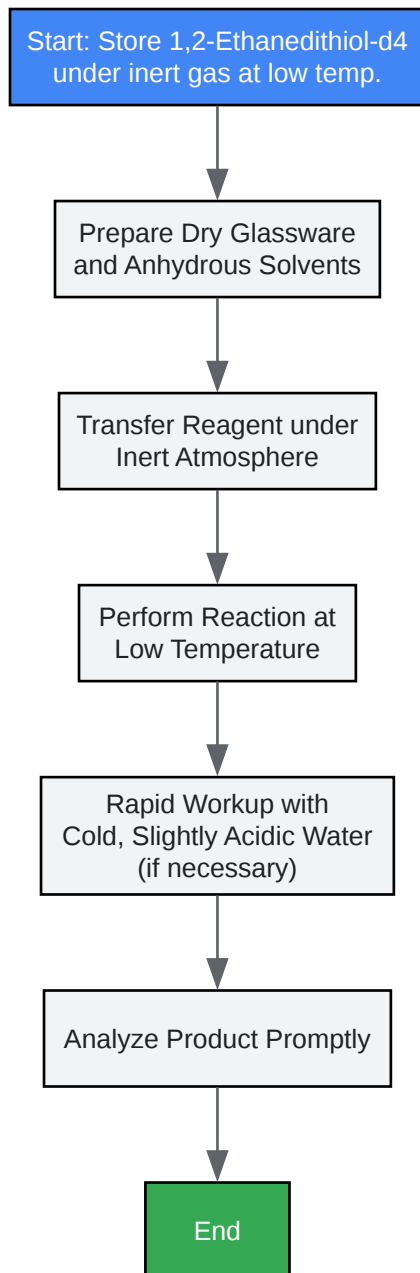 Start: Store 1,2-Ethanedithiol-d4
under inert gas at low temp.
Prepare Dry Glassware
and Anhydrous Solvents
Transfer Reagent under
Inert Atmosphere
Perform Reaction at
Low Temperature
Rapid Workup with
Cold, Slightly Acidic Water
(if necessary)
Analyze Product Promptly
End